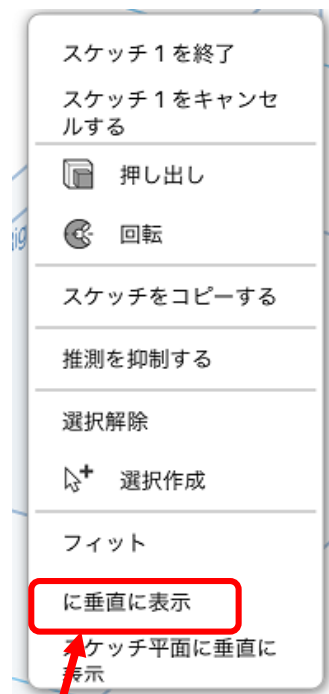 スケッチ 1 を終了
スケッチ 1 をキャンセ
ルする
押し出し
回転
スケッチをコピーする
推測を抑制する
選択解除
選択作成
フィット
に垂直に表示
スケッチ平面に垂直に
表示